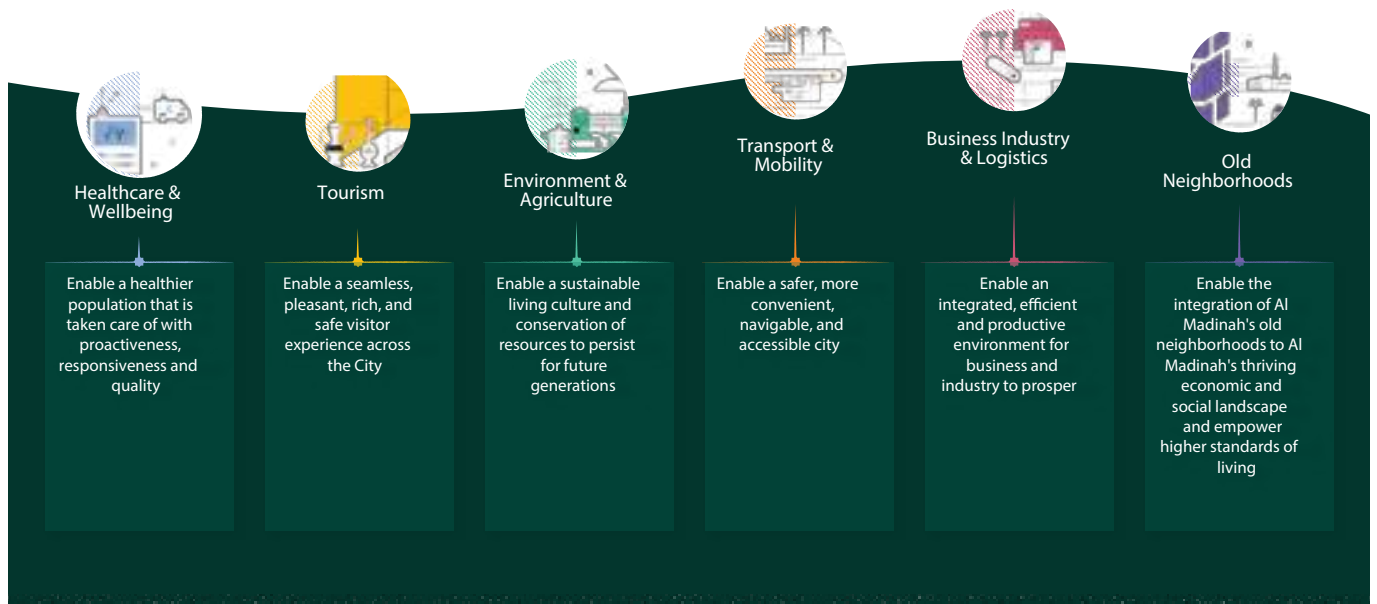 Healthcare &
Wellbeing
Enable a healthier
population that is
taken care of with
proactiveness,
responsiveness and
quality
Tourism
Enable a seamless,
pleasant, rich, and
safe visitor
experience across
the City
Environment &
Agriculture
Enable a sustainable
living culture and
conservation of
resources to persist
for future
generations
Transport &
Mobility
Enable a safer, more
convenient,
navigable, and
accessible city
Business Industry
& Logistics
Enable an
integrated, efficient
and productive
environment for
business and
industry to prosper
Old
Neighborhoods
Enable the
integration of Al
Madinah's old
neighborhoods to Al
Madinah's thriving
economic and
social landscape
and empower
higher standards of
living